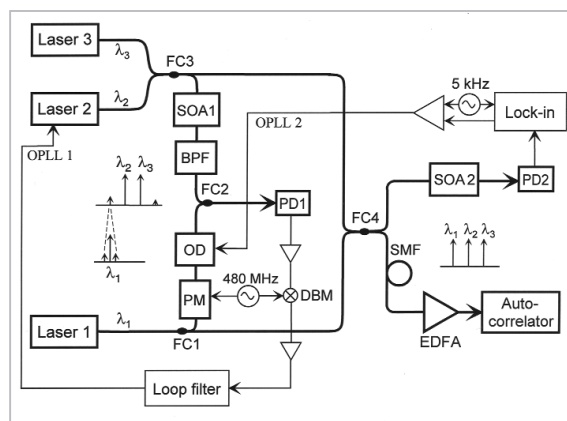 Laser 3
λ3
FC3
Laser 2
λ2
SOA1
5 kHz
Lock-in
OPLL 1
OPLL 2
BPF
λ2 λ3
FC2
PD1
SOA2
PD2
FC4
OD
SMF
λ1 λ2 λ3
λ1
480 MHz
PM
DBM
Laser 1
λ1
FC1
EDFA
Auto-
correlator
Loop filter